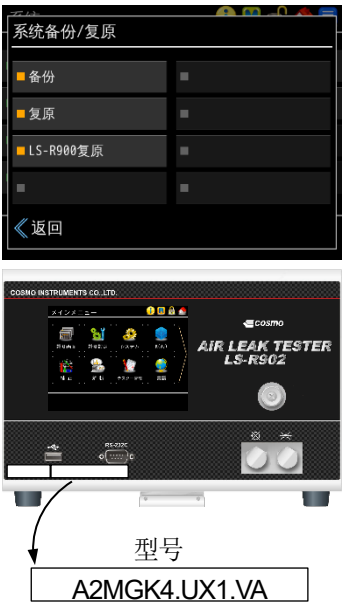 系统
系统备份/复原
备份
复原
LS-R900复原
返回
COSMO INSTRUMENTS CO.,LTD.
メインメニュー
cosmo
AIR LEAK TESTER
LS-R902
RS-232C
型号
A2MGK4.UX1.VA